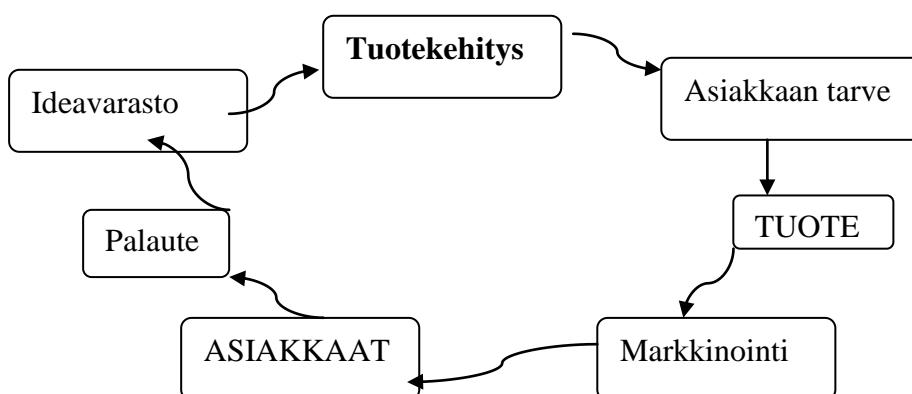 Tuotekehitys
Ideavarasto
Asiakkaan tarve
Palaute
TUOTE
ASIAKKAAT
Markkinointi